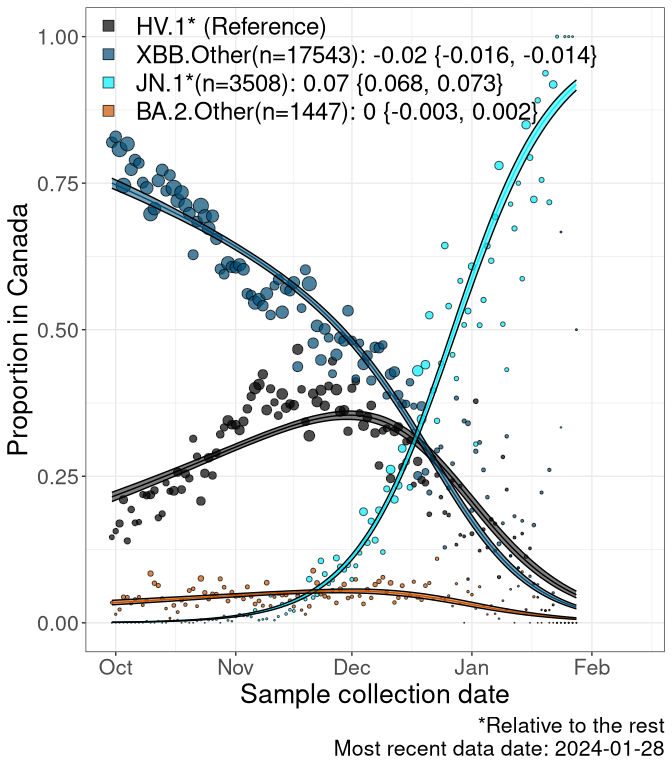 HV.1* (Reference)
XBB.Other(n=17543): -0.02 {-0.016, -0.014}
JN.1*(n=3508): 0.07 {0.068, 0.073}
BA.2.Other(n=1447): 0 {-0.003, 0.002}
Proportion in Canada
1.00
0.75
0.50
0.25
0.00
Oct Nov Dec Jan Feb
Sample collection date
*Relative to the rest
Most recent data date: 2024-01-28